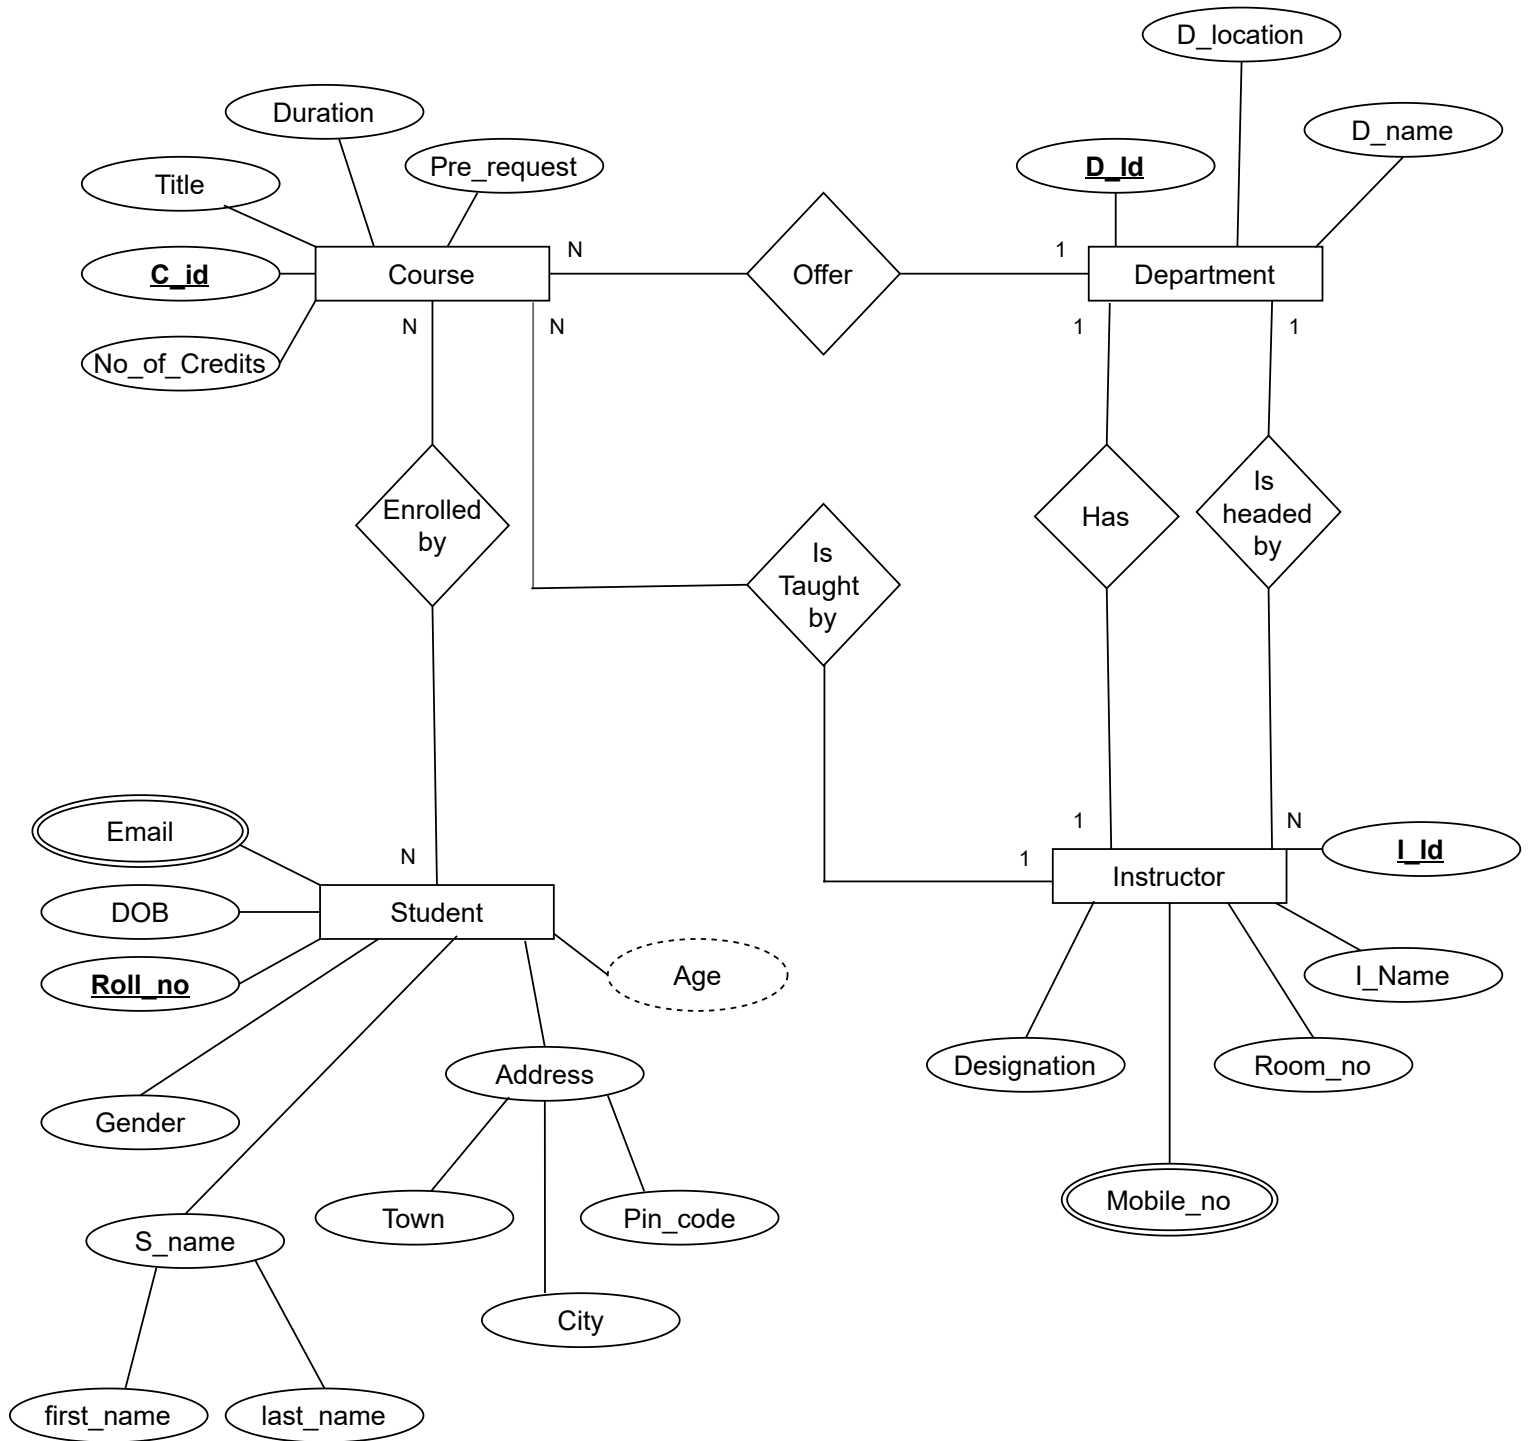 D_location
Duration
D_name
Pre_request
D_Id
Title
N
1
C_id
Course
Offer
Department
N
N
1
1
No_of_Credits
Enrolled
by
Is
headed
by
Has
Is
Taught
by
Email
1
N
N
1
I_Id
Instructor
DOB
Student
Roll_no
Age
I_Name
Designation
Room_no
Address
Gender
Mobile_no
Town
Pin_code
S_name
City
first_name
last_name